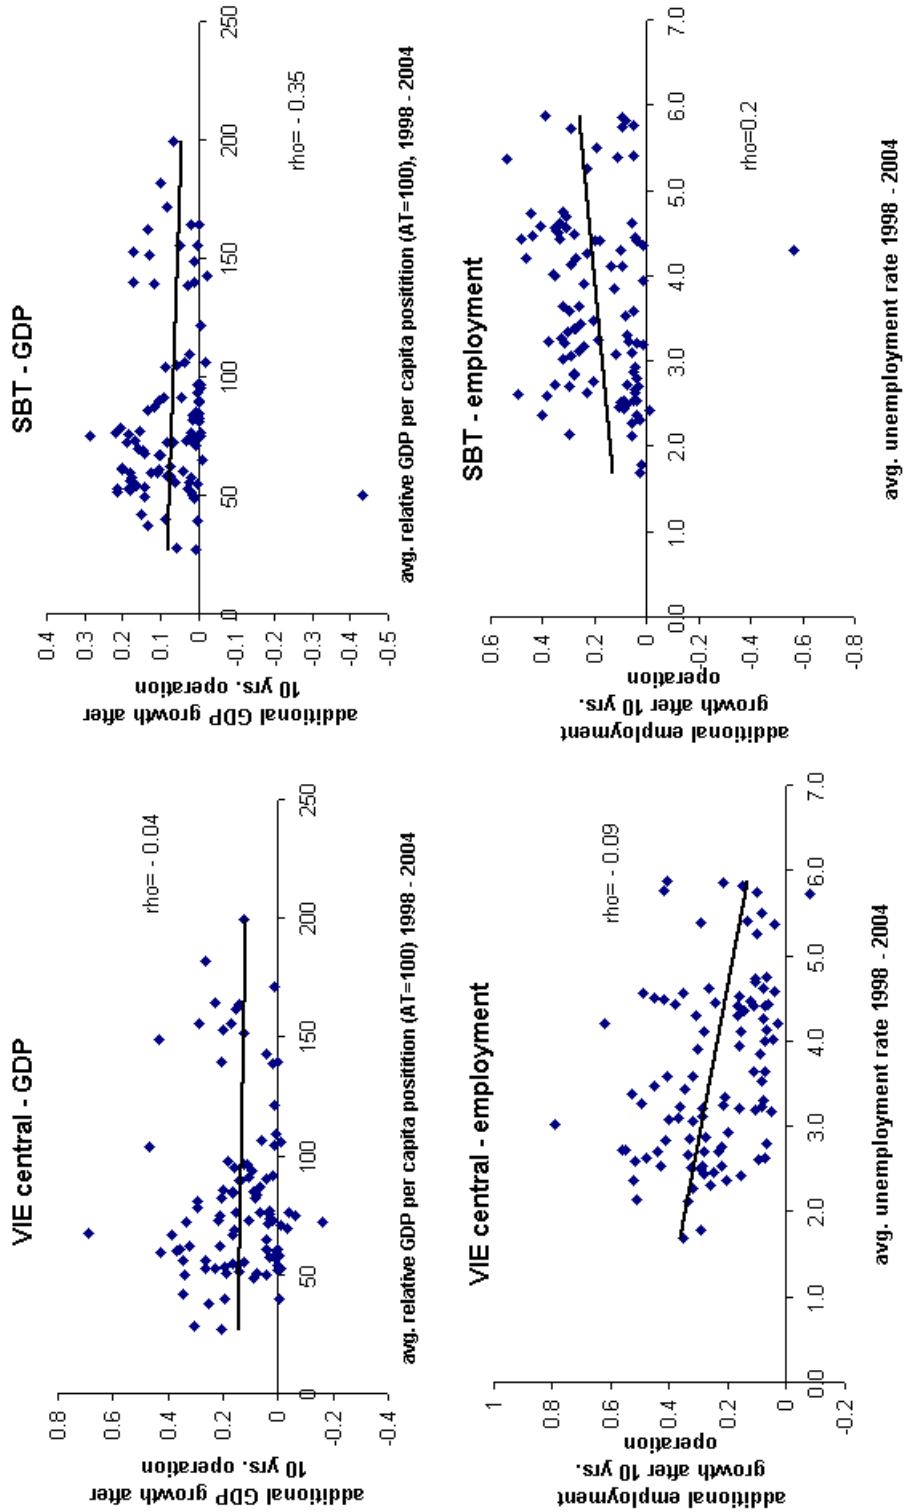 VIE central - GDP
additional GDP growth after
10 yrs. operation
0.8
0.6
0.4
0.2
0
-0.2
-0.4
0
50
100
150
200
250
rho= - 0.04
avg. relative GDP per capita positition (AT=100) 1998 - 2004
SBT - GDP
additional GDP growth after
10 yrs. operation
0.4
0.3
0.2
0.1
0
-0.1
-0.2
-0.3
-0.4
-0.5
0
50
100
150
200
250
rho= - 0.35
avg. relative GDP per capita positition (AT=100), 1998 - 2004
VIE central - employment
additional employment
growth after 10 yrs.
operation
1
0.8
0.6
0.4
0.2
0
-0.2
0.0
1.0
2.0
3.0
4.0
5.0
6.0
7.0
rho= - 0.09
avg. unemployment rate 1998 - 2004
SBT - employment
additional employment
growth after 10 yrs.
operation
0.6
0.4
0.2
0
-0.2
-0.4
-0.6
-0.8
0.0
1.0
2.0
3.0
4.0
5.0
6.0
7.0
rho=0.2
avg. unemployment rate 1998 - 2004